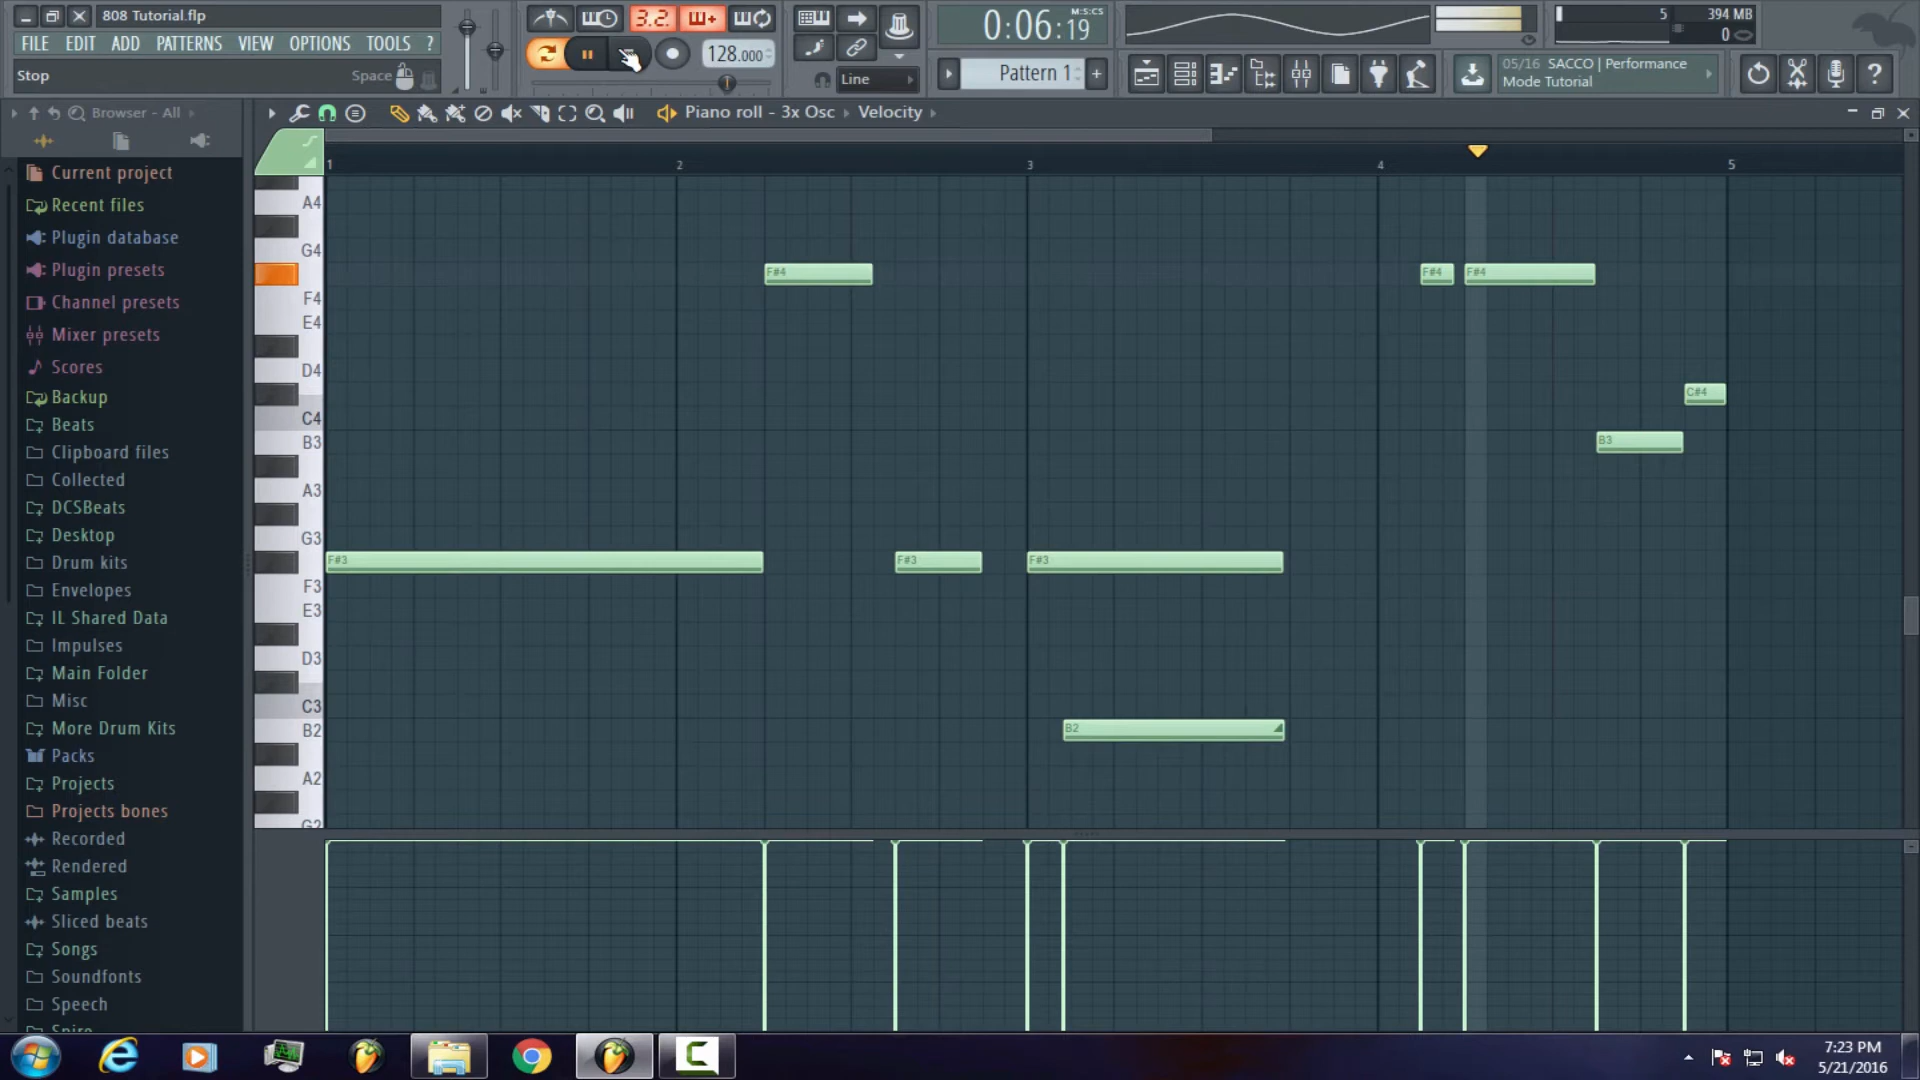 808 Tutorial.flp
FILE EDIT ADD PATTERNS VIEW OPTIONS TOOLS ?
Stop Space
3.2.
128.000
Line
0:06:19
M:S:CS
Pattern 1
+
5 394 MB
0
05/16 SACCO | Performance
Mode Tutorial
?
Browser - All
Piano roll - 3x Osc Velocity
Current project
Recent files
Plugin database
Plugin presets
Channel presets
Mixer presets
Scores
Backup
Beats
Clipboard files
Collected
DCSBeats
Desktop
Drum kits
Envelopes
IL Shared Data
Impulses
Main Folder
Misc
More Drum Kits
Packs
Projects
Projects bones
Recorded
Rendered
Samples
Sliced beats
Songs
Soundfonts
Speech
1 2 3 4 5
A4
G4
F4
E4
D4
C4
B3
A3
G3
F3
E3
D3
C3
B2
A2
G2
F#4 F#4 F#4
C#4
B3
F#3 F#3 F#3
B2
7:23 PM
5/21/2016